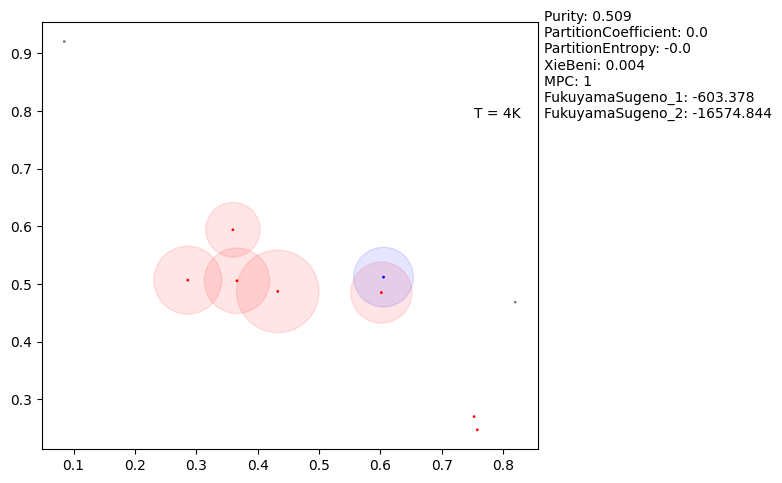 Purity: 0.509
PartitionCoefficient: 0.0
PartitionEntropy: -0.0
XieBeni: 0.004
MPC: 1
FukuyamaSugeno_1: -603.378
FukuyamaSugeno_2: -16574.844
T = 4K
0.9
0.8
0.7
0.6
0.5
0.4
0.3
0.1 0.2 0.3 0.4 0.5 0.6 0.7 0.8